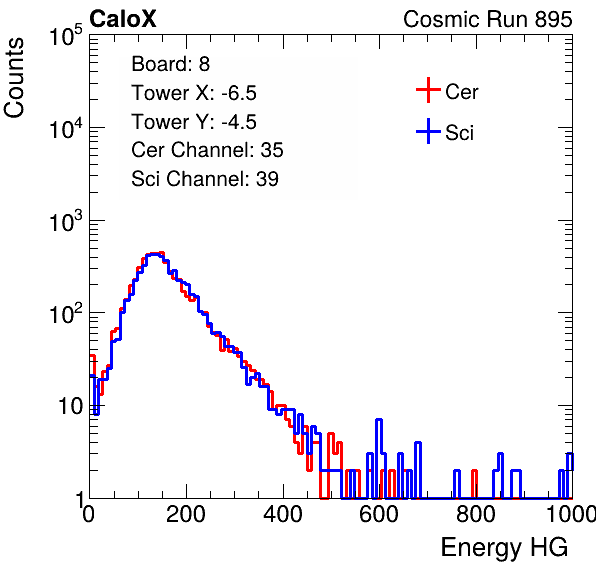 CaloX Cosmic Run 895
Counts
10^5
10^4
10^3
10^2
10
1
Board: 8
Tower X: -6.5
Tower Y: -4.5
Cer Channel: 35
Sci Channel: 39
Cer
Sci
0 200 400 600 800 1000
Energy HG